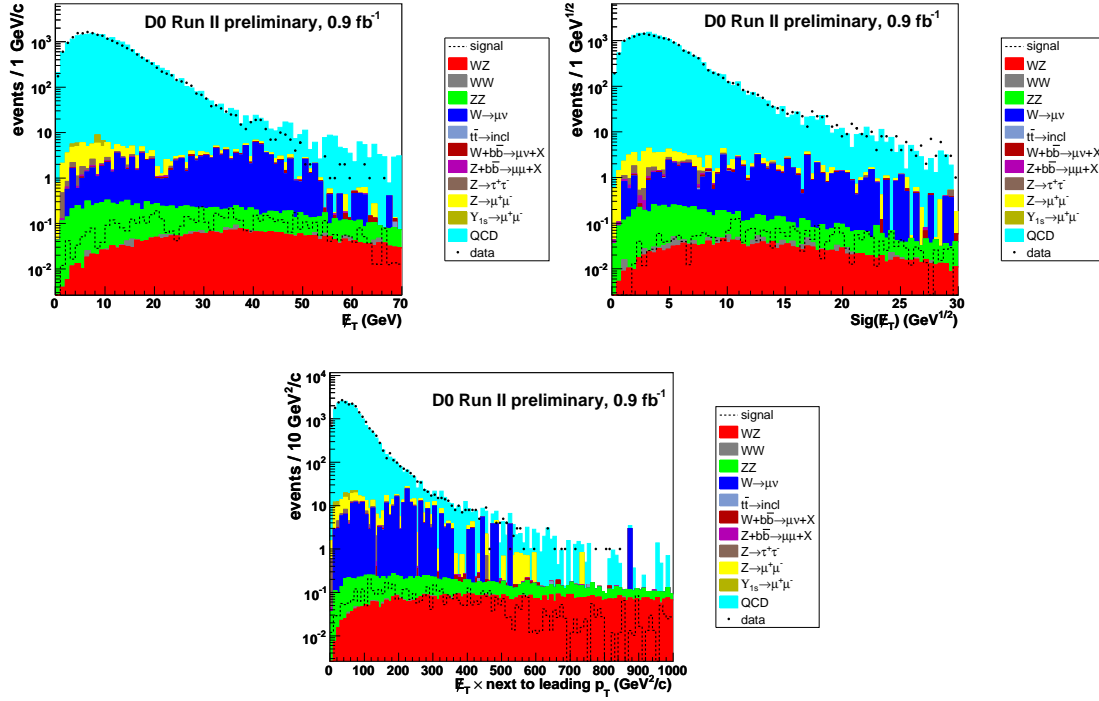 D0 Run II preliminary, 0.9 fb⁻¹
events / 1 GeV/c
10³
10²
10
1
10⁻¹
10⁻²
0 10 20 30 40 50 60 70
E̸_T (GeV)
signal
WZ
WW
ZZ
W→μν
tt̄→incl
W+bb̄→μν+X
Z+bb̄→μμ+X
Z→τ⁺τ⁻
Z→μ⁺μ⁻
Y₁ₛ→μ⁺μ⁻
QCD
data
D0 Run II preliminary, 0.9 fb⁻¹
events / 1 GeV^1/2
10³
10²
10
1
10⁻¹
10⁻²
0 5 10 15 20 25 30
Sig(E̸_T) (GeV^1/2)
signal
WZ
WW
ZZ
W→μν
tt̄→incl
W+bb̄→μν+X
Z+bb̄→μμ+X
Z→τ⁺τ⁻
Z→μ⁺μ⁻
Y₁ₛ→μ⁺μ⁻
QCD
data
D0 Run II preliminary, 0.9 fb⁻¹
events / 10 GeV²/c
10⁴
10³
10²
10
1
10⁻¹
10⁻²
0 100 200 300 400 500 600 700 800 900 1000
E̸_T × next to leading p_T (GeV²/c)
signal
WZ
WW
ZZ
W→μν
tt̄→incl
W+bb̄→μν+X
Z+bb̄→μμ+X
Z→τ⁺τ⁻
Z→μ⁺μ⁻
Y₁ₛ→μ⁺μ⁻
QCD
data